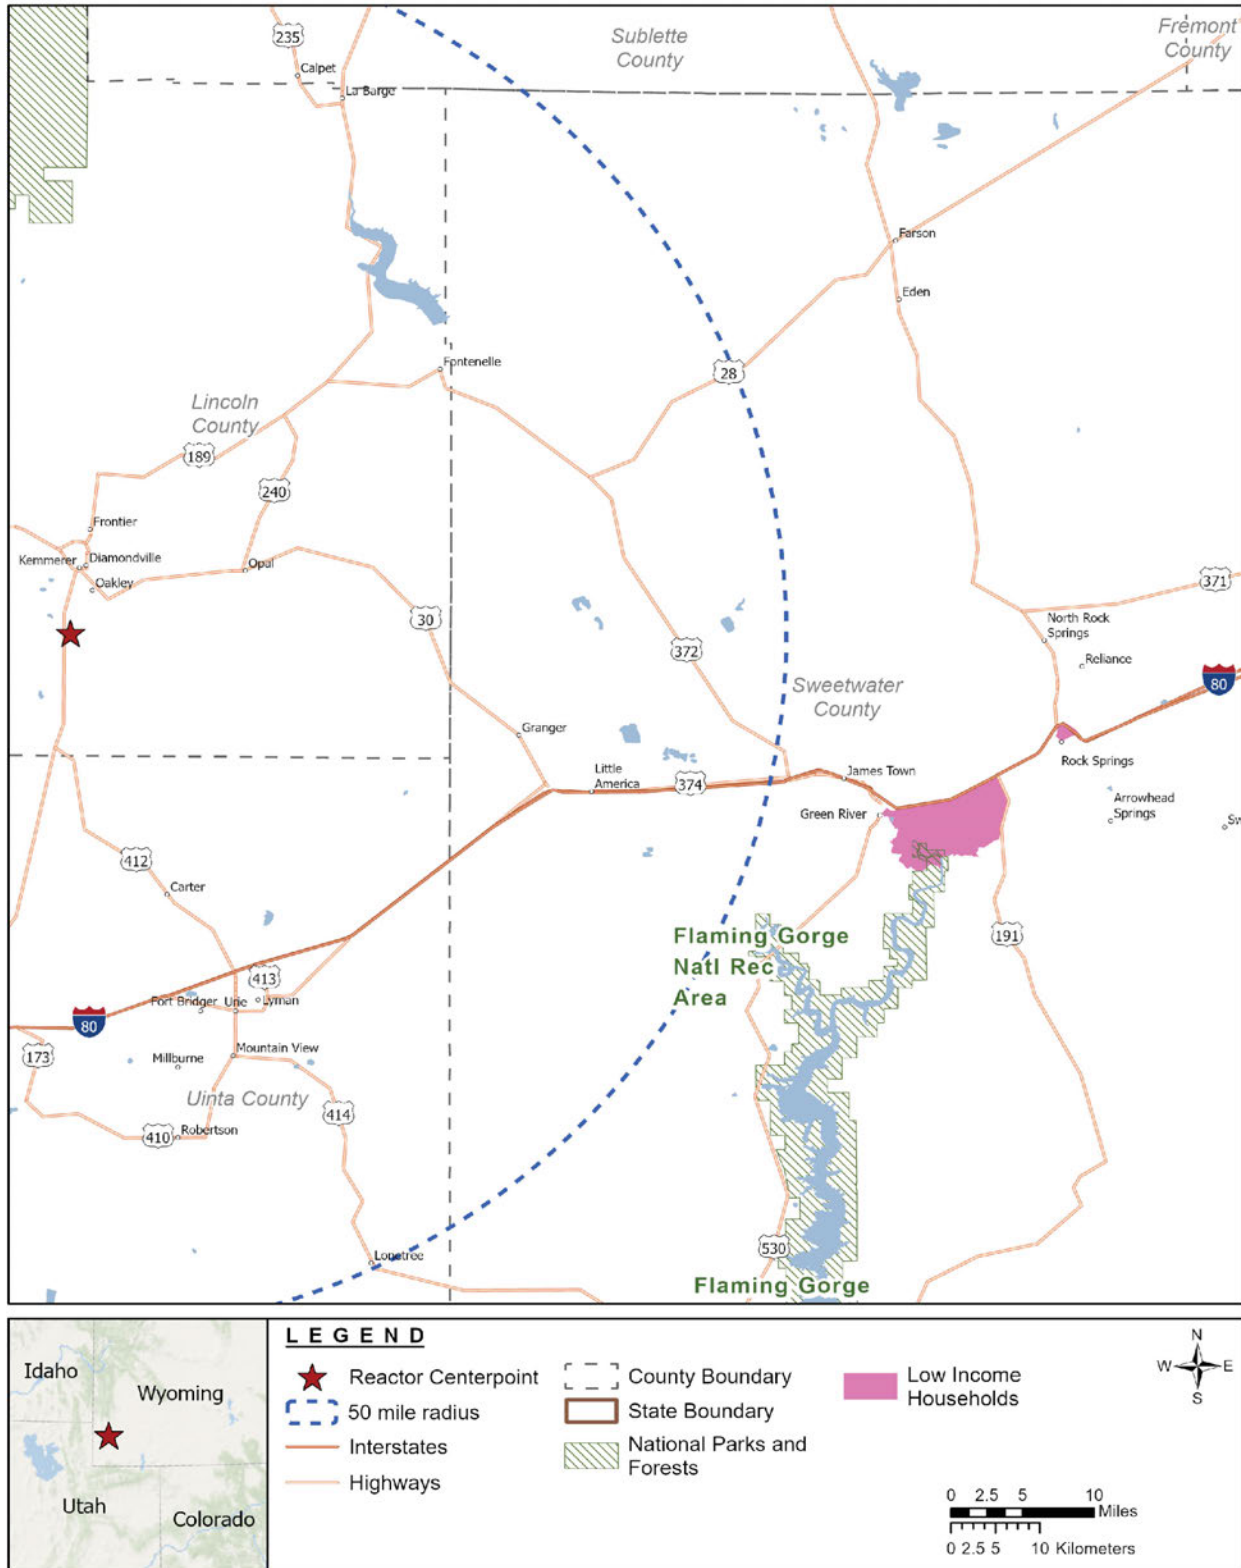 235
Calpet
La Barge
Sublette
County
Fremont
County
Farson
Eden
28
Fontenelle
Lincoln
County
189
240
Frontier
Kemmerer
Diamondville
Oakley
Opal
30
372
371
North Rock
Springs
Reliance
80
Sweetwater
County
Granger
Little
America
374
James Town
Rock Springs
Green River
Arrowhead
Springs
Sw
412
Carter
191
Flaming Gorge
Natl Rec
Area
413
Fort Bridger
Urie
Lyman
80
173
Millburne
Mountain View
Uinta County
414
410
Robertson
Lonetree
530
Flaming Gorge
Idaho
Wyoming
Utah
Colorado
LEGEND
Reactor Centerpoint
50 mile radius
Interstates
Highways
County Boundary
State Boundary
National Parks and
Forests
Low Income
Households
N
W
E
S
0 2.5 5 10
Miles
0 2.5 5 10 Kilometers